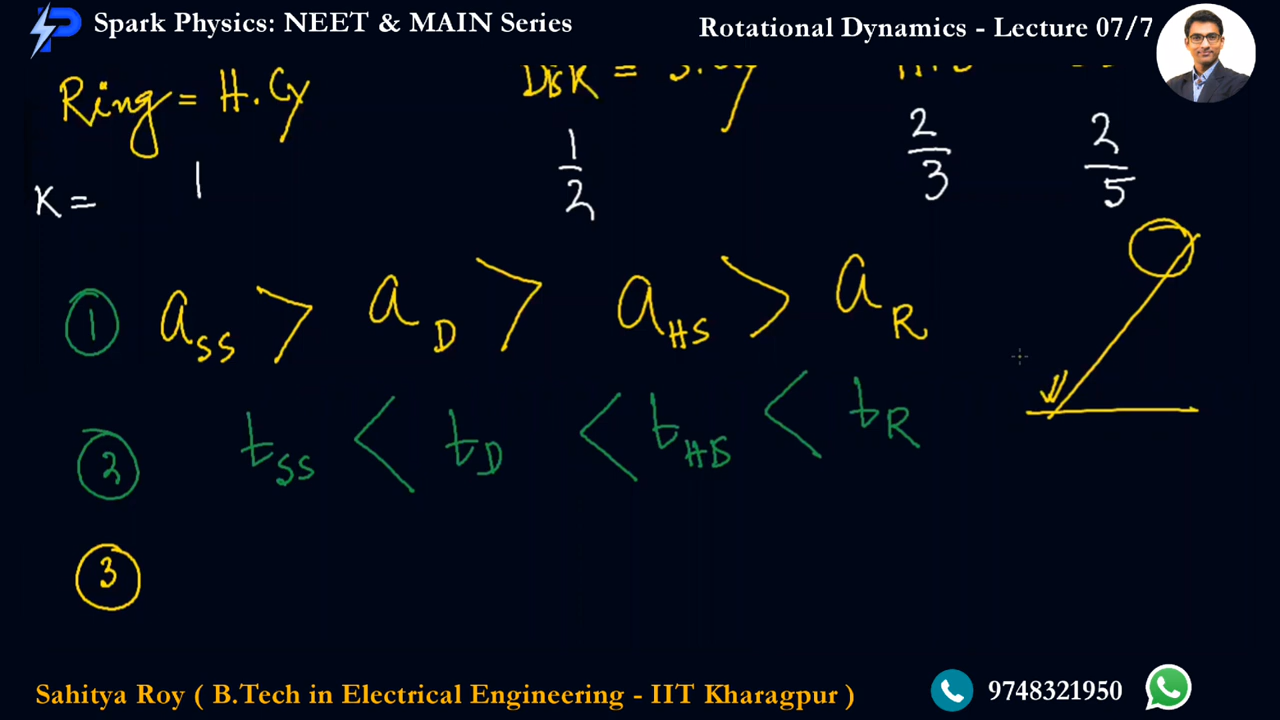 Spark Physics: NEET & MAIN Series
Rotational Dynamics - Lecture 07/7
Ring = H.Cy Disk =
K = 1 1/2 2/3 2/5
① a_SS > a_D > a_HS > a_R
② t_SS < t_D < t_HS < t_R
③
Sahitya Roy ( B.Tech in Electrical Engineering - IIT Kharagpur )
9748321950